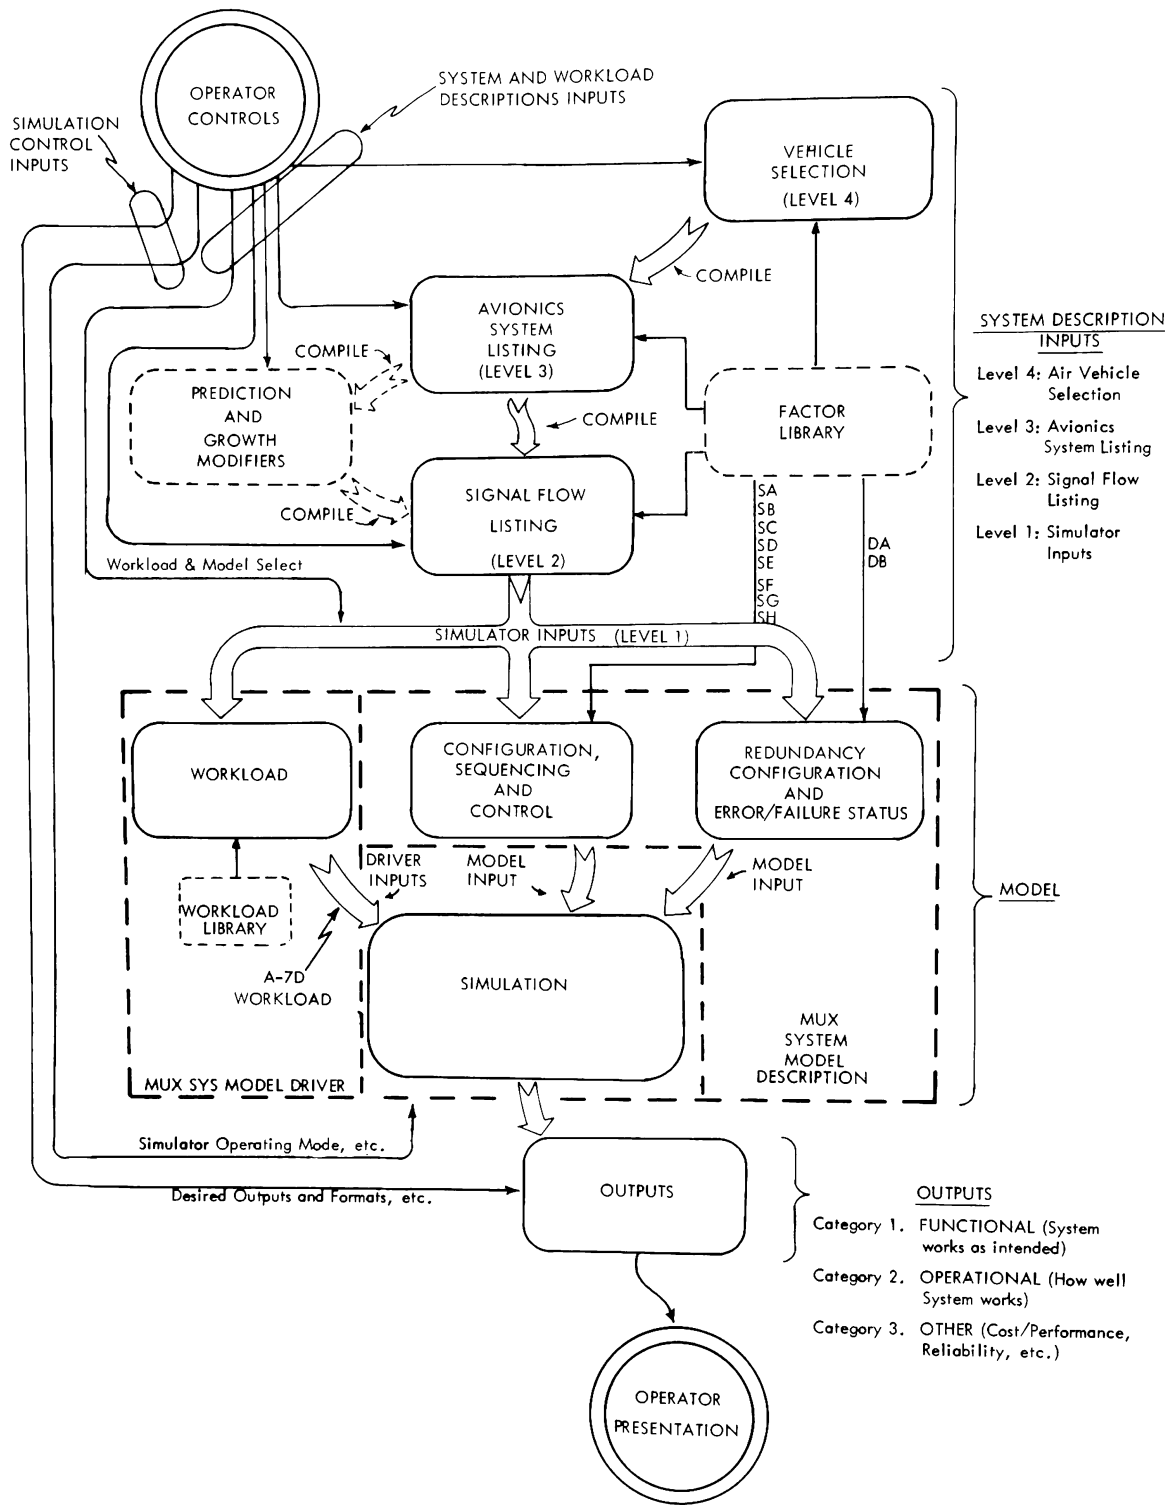 OPERATOR
CONTROLS
SYSTEM AND WORKLOAD
DESCRIPTIONS INPUTS
SIMULATION
CONTROL
INPUTS
VEHICLE
SELECTION
(LEVEL 4)
COMPILE
AVIONICS
SYSTEM
LISTING
(LEVEL 3)
COMPILE
PREDICTION
AND
GROWTH
MODIFIERS
COMPILE
FACTOR
LIBRARY
SIGNAL FLOW
LISTING
(LEVEL 2)
COMPILE
SYSTEM DESCRIPTION
INPUTS
Level 4: Air Vehicle
Selection
Level 3: Avionics
System Listing
Level 2: Signal Flow
Listing
Level 1: Simulator
Inputs
SA
SB
SC
SD
SE
SF
SG
SH
DA
DB
Workload & Model Select
SIMULATOR INPUTS (LEVEL 1)
WORKLOAD
CONFIGURATION,
SEQUENCING
AND
CONTROL
REDUNDANCY
CONFIGURATION
AND
ERROR/FAILURE STATUS
WORKLOAD
LIBRARY
DRIVER
INPUTS
MODEL
INPUT
MODEL
INPUT
MODEL
A-7D
WORKLOAD
SIMULATION
MUX
SYSTEM
MODEL
DESCRIPTION
MUX SYS MODEL DRIVER
Simulator Operating Mode, etc.
Desired Outputs and Formats, etc.
OUTPUTS
OUTPUTS
Category 1. FUNCTIONAL (System
works as intended)
Category 2. OPERATIONAL (How well
System works)
Category 3. OTHER (Cost/Performance,
Reliability, etc.)
OPERATOR
PRESENTATION